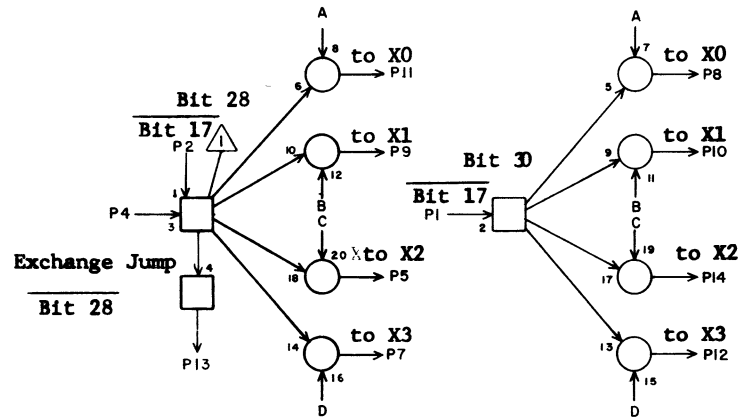 A
8
to X0
P11
6
Bit 28
Bit 17
P2
1
to X1
10
P9
12
1
P4
3
B
C
Exchange Jump
4
20 X to X2
18
P5
Bit 28
P13
14
to X3
P7
16
D
A
7
to X0
P8
5
Bit 30
Bit 17
to X1
9
P10
11
P1
2
B
C
19
to X2
17
P14
13
to X3
P12
15
D